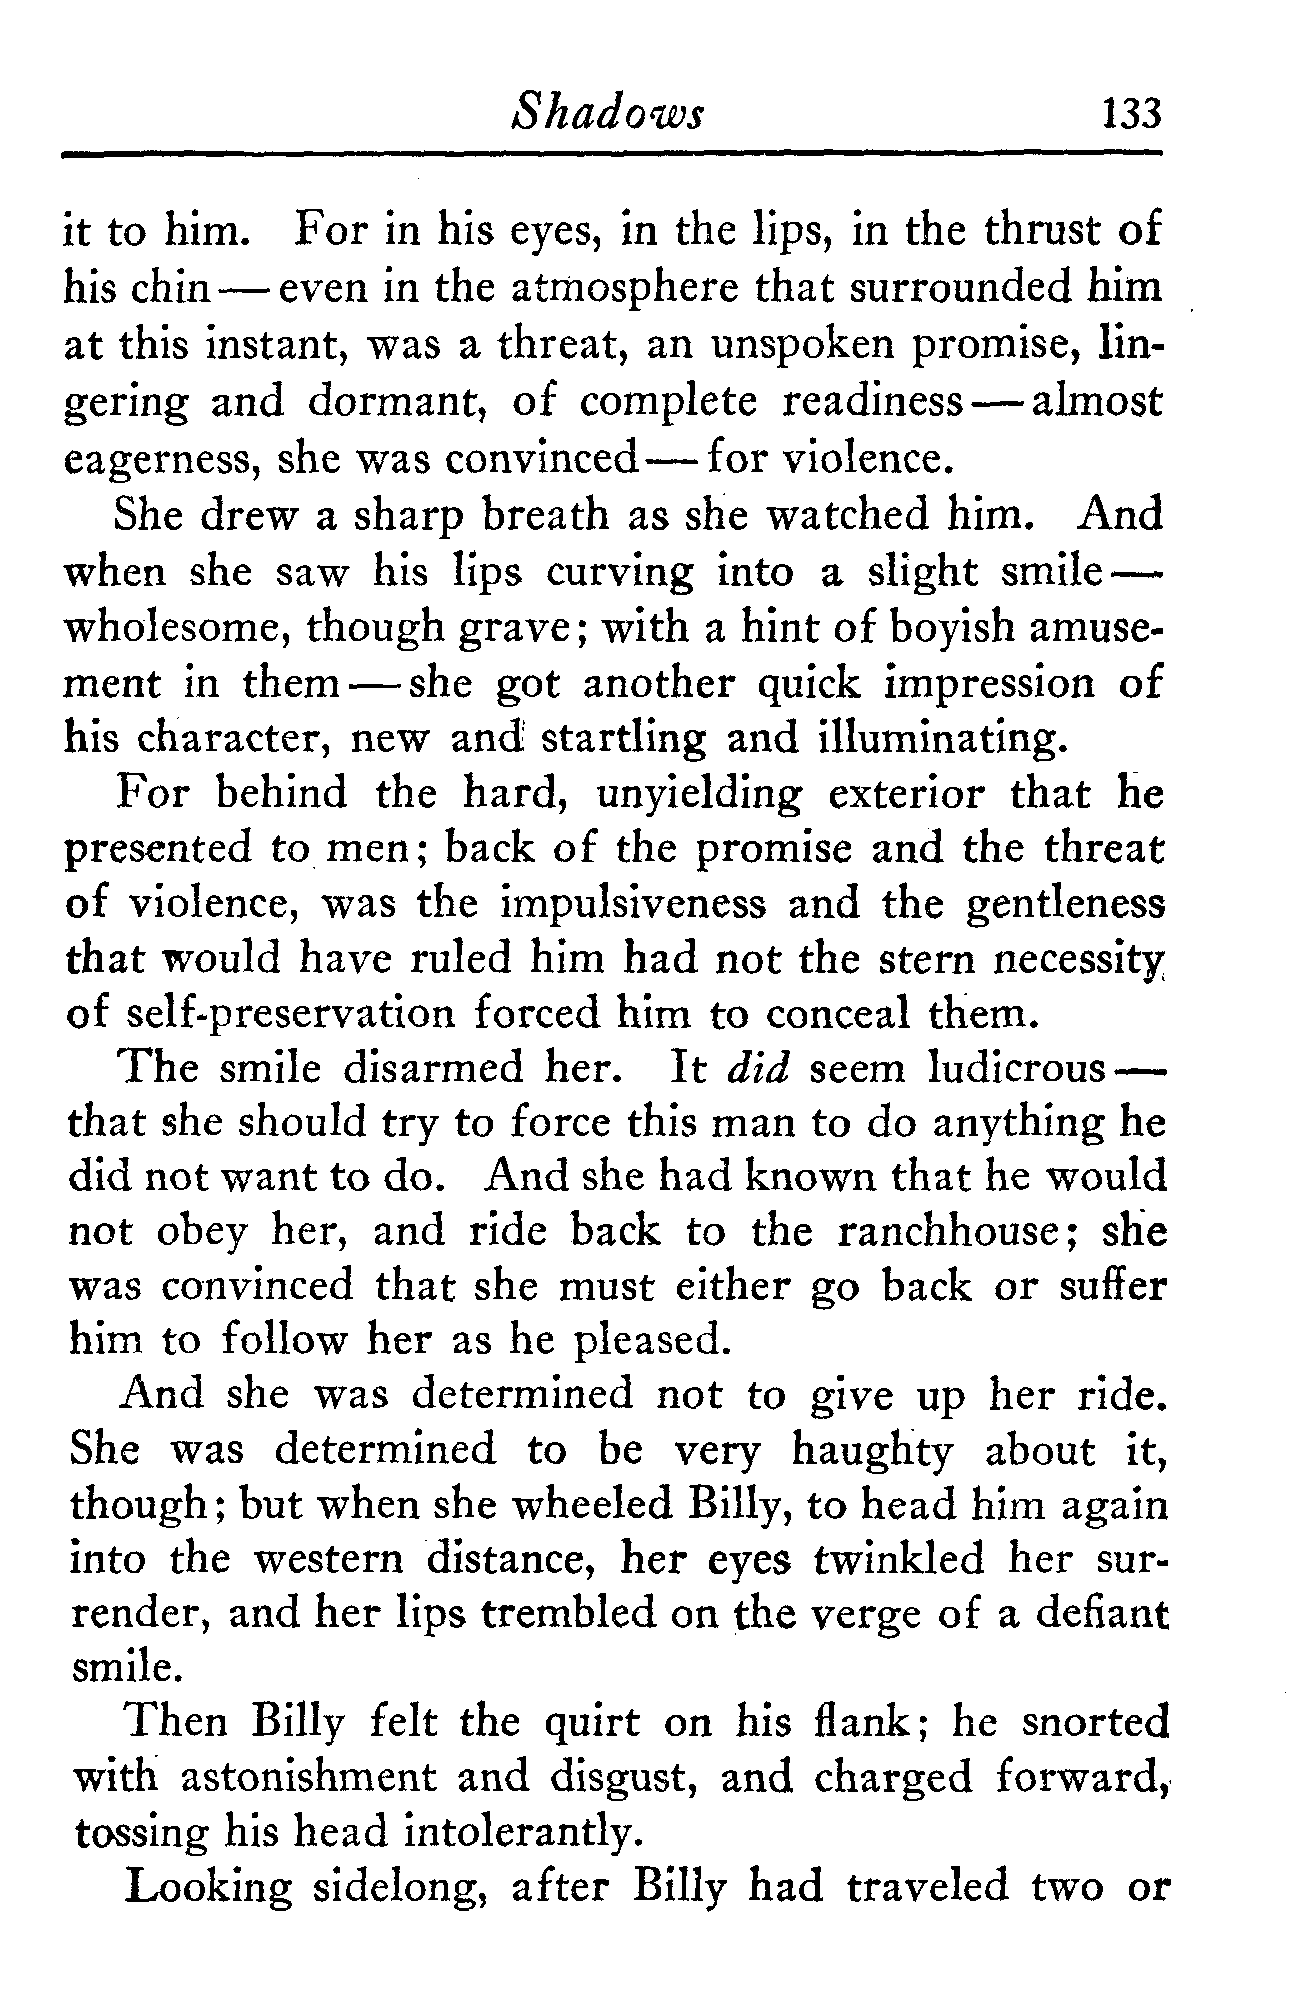 Shadows 133
it to him. For in his eyes, in the lips, in the thrust of
his chin — even in the atmosphere that surrounded him
at this instant, was a threat, an unspoken promise, lin-
gering and dormant, of complete readiness — almost
eagerness, she was convinced — for violence.
She drew a sharp breath as she watched him. And
when she saw his lips curving into a slight smile —
wholesome, though grave; with a hint of boyish amuse-
ment in them — she got another quick impression of
his character, new and startling and illuminating.
For behind the hard, unyielding exterior that he
presented to men; back of the promise and the threat
of violence, was the impulsiveness and the gentleness
that would have ruled him had not the stern necessity
of self-preservation forced him to conceal them.
The smile disarmed her. It did seem ludicrous —
that she should try to force this man to do anything he
did not want to do. And she had known that he would
not obey her, and ride back to the ranchhouse; she
was convinced that she must either go back or suffer
him to follow her as he pleased.
And she was determined not to give up her ride.
She was determined to be very haughty about it,
though; but when she wheeled Billy, to head him again
into the western distance, her eyes twinkled her sur-
render, and her lips trembled on the verge of a defiant
smile.
Then Billy felt the quirt on his flank; he snorted
with astonishment and disgust, and charged forward,
tossing his head intolerantly.
Looking sidelong, after Billy had traveled two or